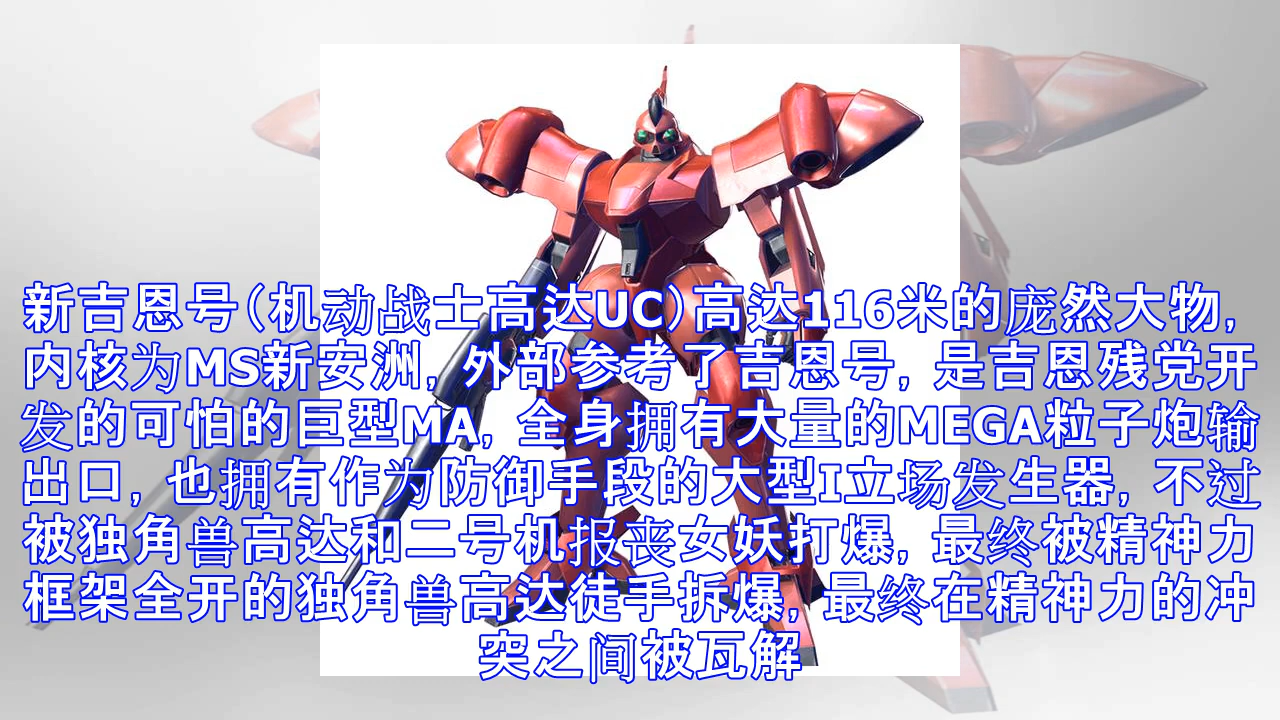 新吉恩号（机动战士高达UC）高达116米的庞然大物，
内核为MS新安洲，外部参考了吉恩号，是吉恩残党开
发的可怕的巨型MA，全身拥有大量的MEGA粒子炮输
出口，也拥有作为防御手段的大型I立场发生器，不过
被独角兽高达和二号机报丧女妖打爆，最终被精神力
框架全开的独角兽高达徒手拆爆，最终在精神力的冲
突之间被瓦解